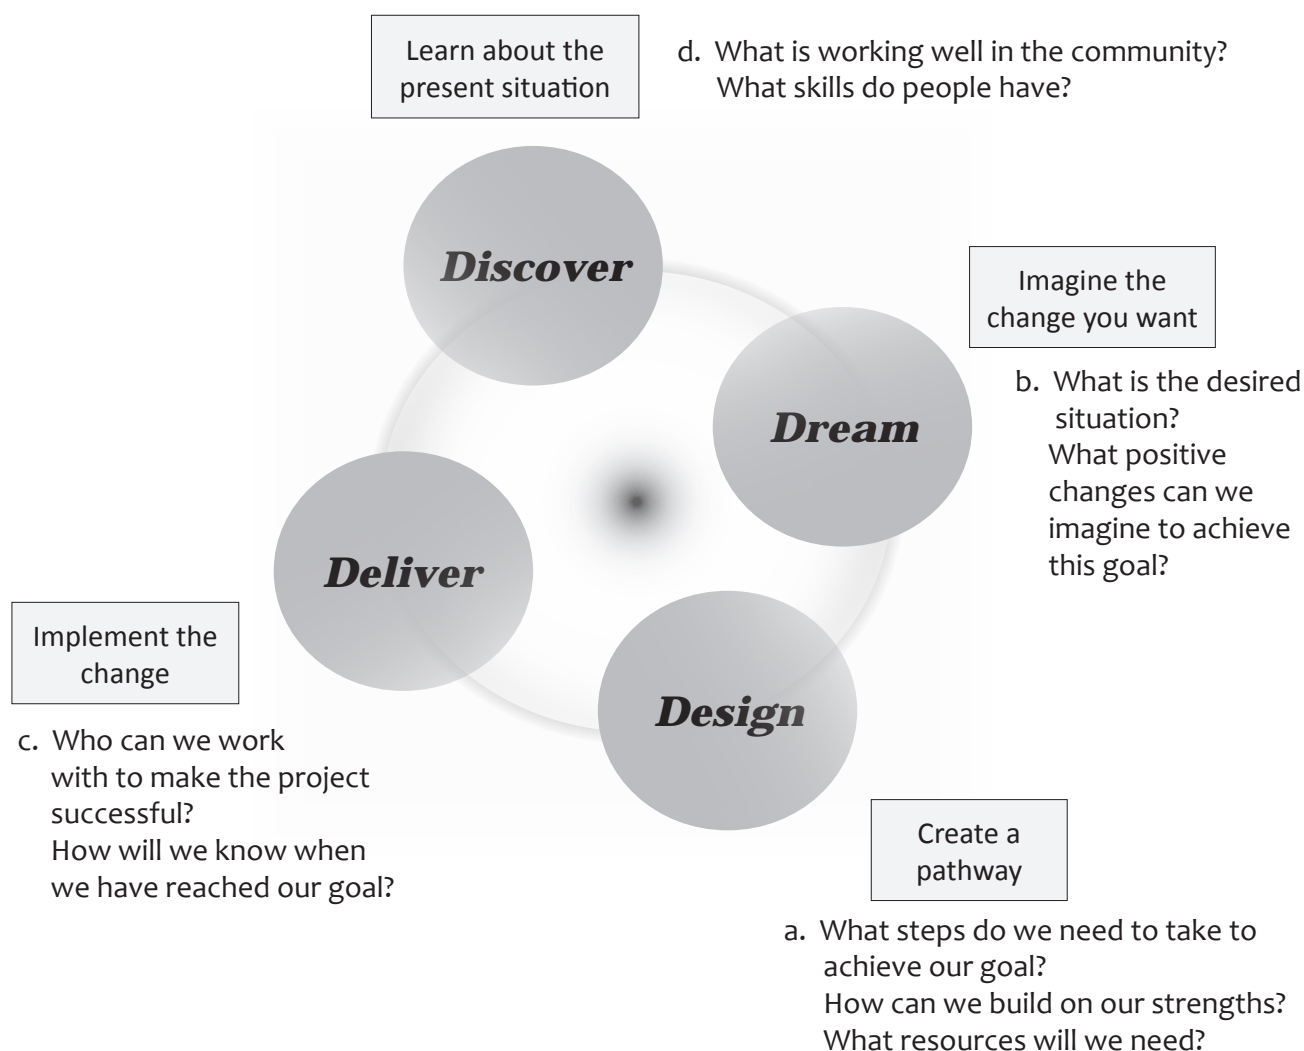 Learn about the
present situation
d. What is working well in the community?
What skills do people have?
Discover
Imagine the
change you want
b. What is the desired
situation?
What positive
changes can we
imagine to achieve
this goal?
Dream
Deliver
Implement the
change
c. Who can we work
with to make the project
successful?
How will we know when
we have reached our goal?
Design
Create a
pathway
a. What steps do we need to take to
achieve our goal?
How can we build on our strengths?
What resources will we need?